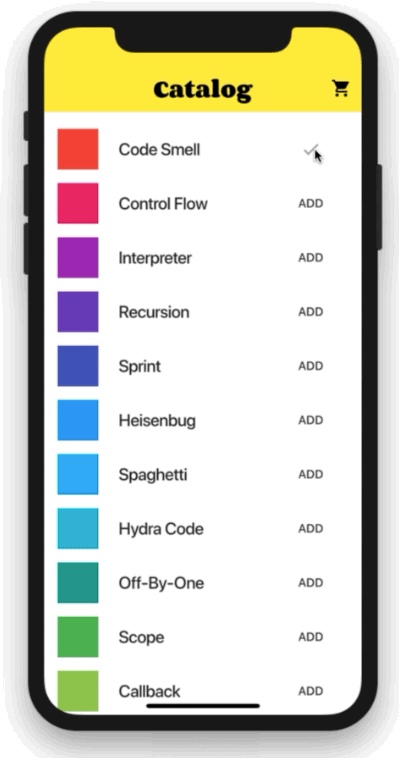 Catalog
Code Smell
Control Flow ADD
Interpreter ADD
Recursion ADD
Sprint ADD
Heisenbug ADD
Spaghetti ADD
Hydra Code ADD
Off-By-One ADD
Scope ADD
Callback ADD